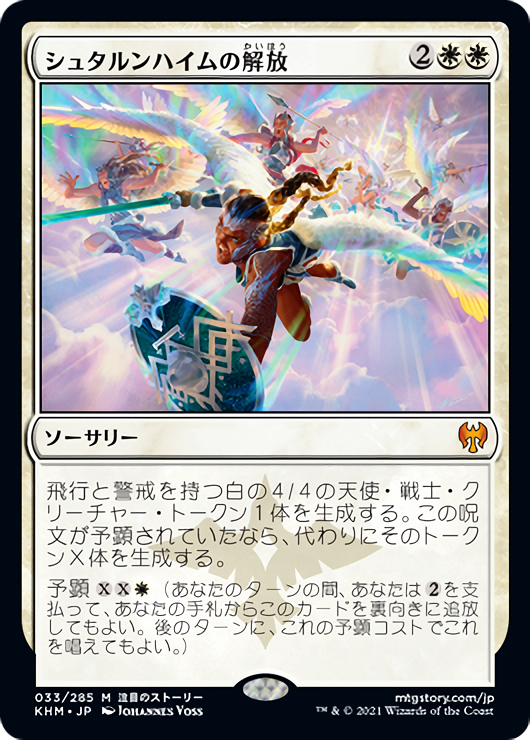 シュタルンハイムの解放 2
かいほう
ソーサリー
飛行と警戒を持つ白の4/4の天使・戦士・ク
リーチャー・トークン1体を生成する。この呪
文が予顕されていたなら、代わりにそのトーク
ンX体を生成する。
予顕 X X （あなたのターンの間、あなたは 2 を支
払って、あなたの手札からこのカードを裏向きに追放
してもよい。後のターンに、これの予顕コストでこれ
を唱えてもよい。）
033/285 M 注目のストーリー
mtgstory.com/jp
KHM・JP Johannes Voss
™ & © 2021 Wizards of the Coast